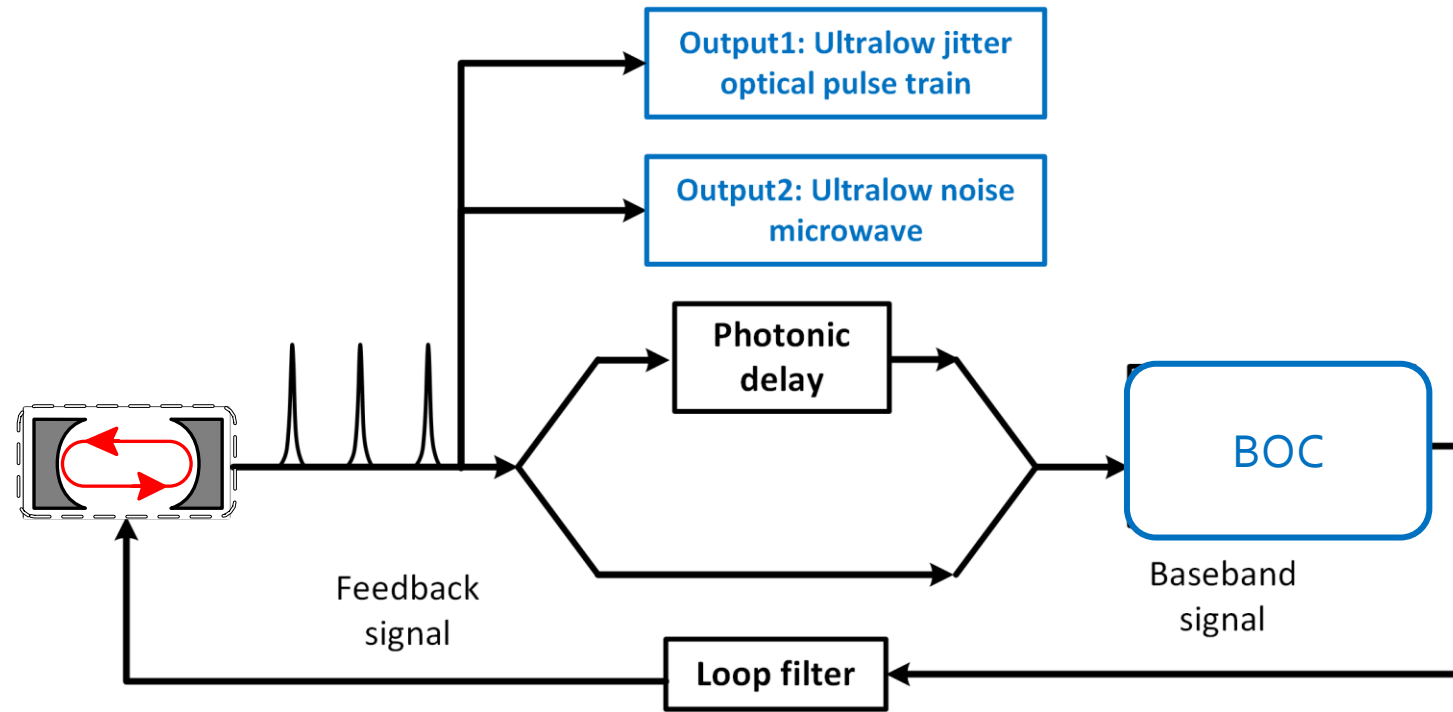 Output1: Ultralow jitter
optical pulse train
Output2: Ultralow noise
microwave
Photonic
delay
BOC
Feedback
signal
Baseband
signal
Loop filter